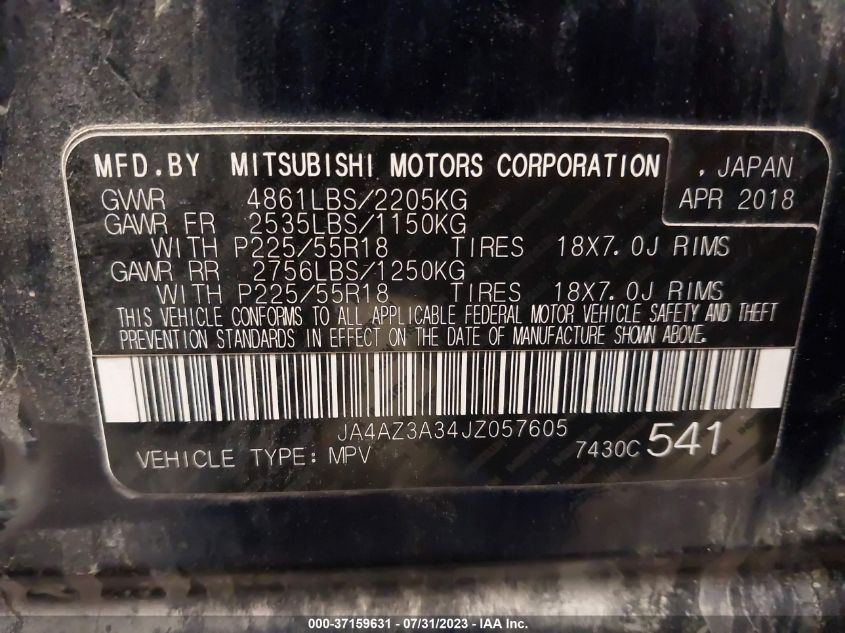 MFD.BY MITSUBISHI MOTORS CORPORATION , JAPAN
GVWR 4861LBS/2205KG APR 2018
GAWR FR 2535LBS/1150KG
WITH P225/55R18 TIRES 18X7.0J RIMS
GAWR RR 2756LBS/1250KG
WITH P225/55R18 TIRES 18X7.0J RIMS
THIS VEHICLE CONFORMS TO ALL APPLICABLE FEDERAL MOTOR VEHICLE SAFETY AND THEFT
PREVENTION STANDARDS IN EFFECT ON THE DATE OF MANUFACTURE SHOWN ABOVE.
JA4AZ3A34JZ057605
VEHICLE TYPE: MPV 7430C 541
000-37159631 - 07/31/2023 - IAA Inc.